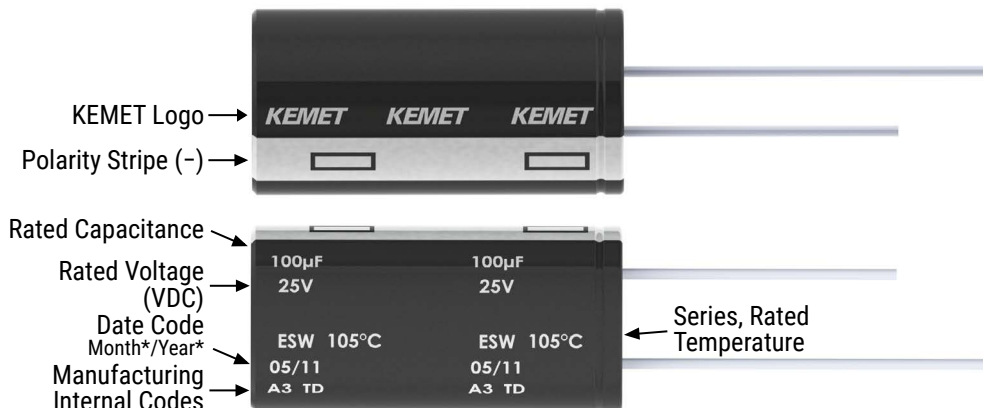 KEMET Logo
KEMET KEMET KEMET
Polarity Stripe (−)
Rated Capacitance
Rated Voltage
(VDC)
Date Code
Month*/Year*
Manufacturing
Internal Codes
100µF 100µF
25V 25V
ESW 105°C ESW 105°C
05/11 05/11
A3 TD A3 TD
Series, Rated
Temperature